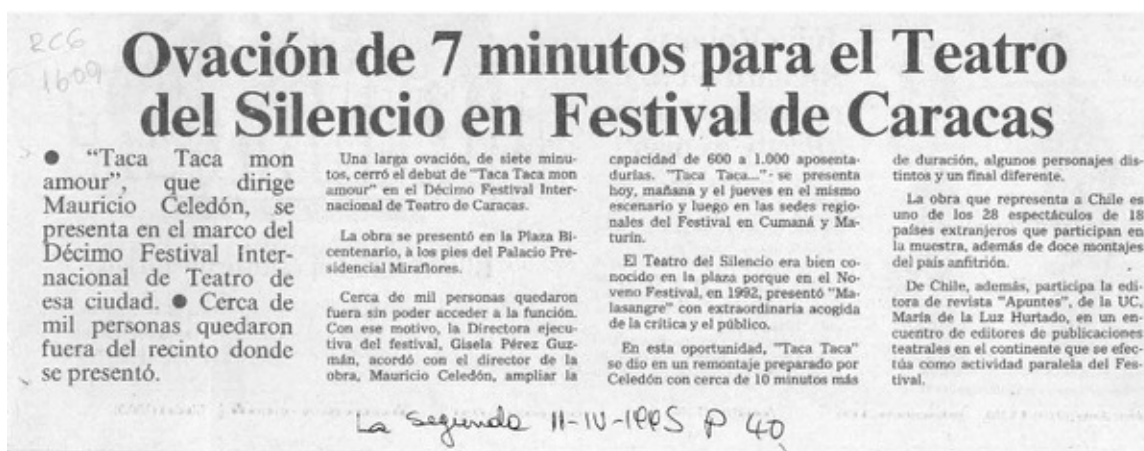 RCG
1609
Ovación de 7 minutos para el Teatro
del Silencio en Festival de Caracas
● "Taca Taca mon
amour", que dirige
Mauricio Celedón, se
presenta en el marco del
Décimo Festival Inter-
nacional de Teatro de
esa ciudad. ● Cerca de
mil personas quedaron
fuera del recinto donde
se presentó.
Una larga ovación, de siete minu-
tos, cerró el debut de "Taca Taca mon
amour" en el Décimo Festival Inter-
nacional de Teatro de Caracas.
La obra se presentó en la Plaza Bi-
centenario, a los pies del Palacio Pre-
sidencial Miraflores.
Cerca de mil personas quedaron
fuera sin poder acceder a la función.
Con ese motivo, la Directora ejecu-
tiva del festival, Gisela Pérez Guz-
mán, acordó con el director de la
obra, Mauricio Celedón, ampliar la
capacidad de 600 a 1.000 aposenta-
durías. "Taca Taca..." se presenta
hoy, mañana y el jueves en el mismo
escenario y luego en las sedes regio-
nales del Festival en Cumaná y Ma-
turín.
El Teatro del Silencio era bien co-
nocido en la plaza porque en el No-
veno Festival, en 1992, presentó "Ma-
lasangre" con extraordinaria acogida
de la crítica y el público.
En esta oportunidad, "Taca Taca"
se dio en un remontaje preparado por
Celedón con cerca de 10 minutos más
de duración, algunos personajes dis-
tintos y un final diferente.
La obra que representa a Chile es
uno de los 28 espectáculos de 18
países extranjeros que participan en
la muestra, además de doce montajes
del país anfitrión.
De Chile, además, participa la edi-
tora de revista "Apuntes", de la UC,
María de la Luz Hurtado, en un en-
cuentro de editores de publicaciones
teatrales en el continente que se efec-
túa como actividad paralela del Fes-
tival.
La Segunda 11-IV-1995 P 40